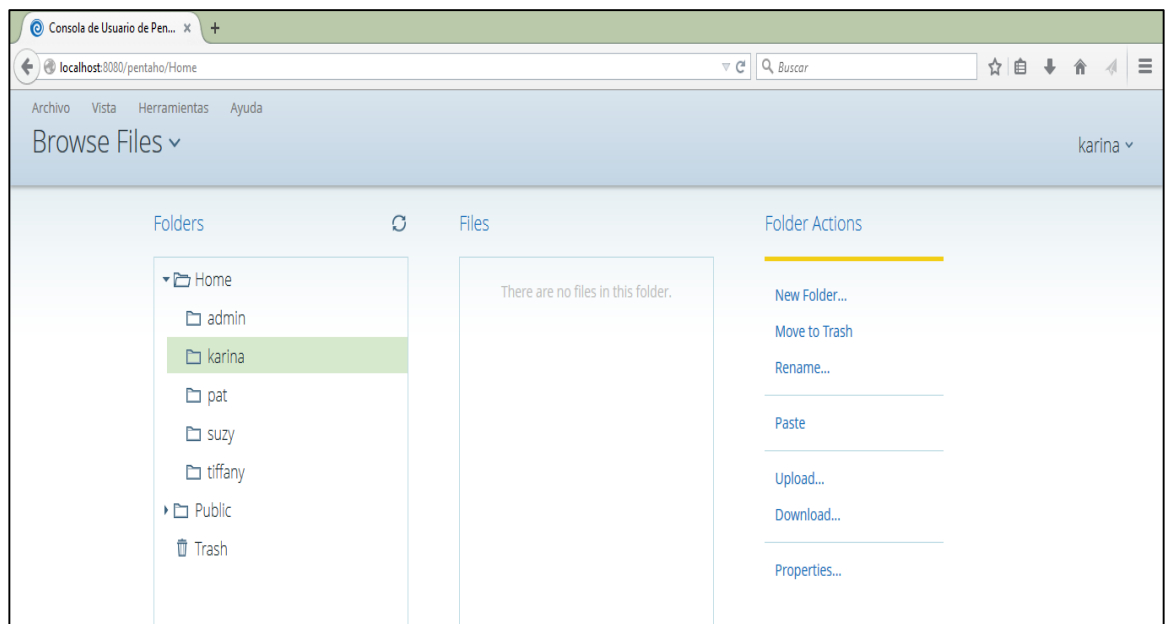 Consola de Usuario de Pen...
localhost:8080/pentaho/Home
Buscar
Archivo Vista Herramientas Ayuda
Browse Files
karina
Folders
Home
admin
karina
pat
suzy
tiffany
Public
Trash
Files
There are no files in this folder.
Folder Actions
New Folder...
Move to Trash
Rename...
Paste
Upload...
Download...
Properties...